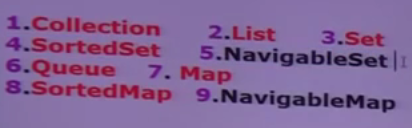 1.Collection 2.List 3.Set
4.SortedSet 5.NavigableSet
6.Queue 7. Map
8.SortedMap 9.NavigableMap